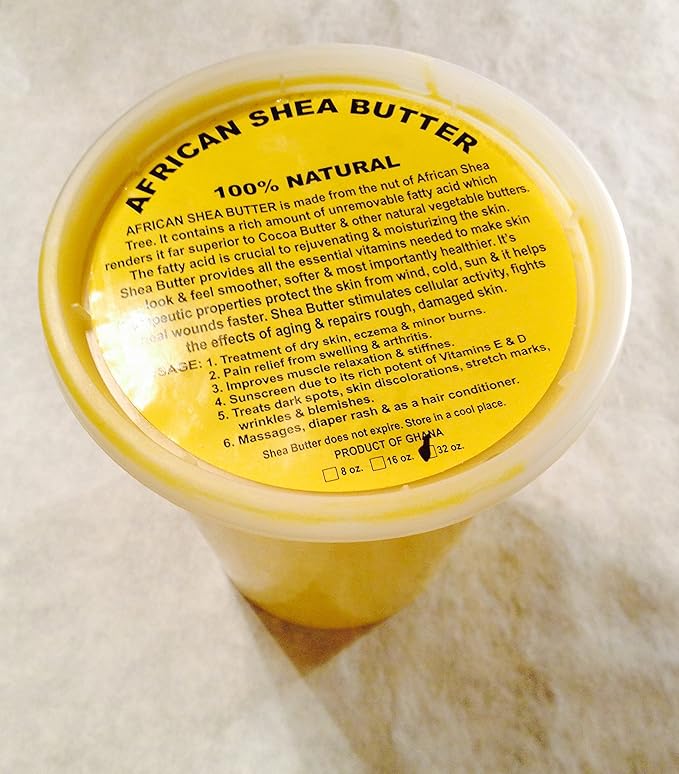 AFRICAN SHEA BUTTER
100% NATURAL
AFRICAN SHEA BUTTER is made from the nut of African Shea
Tree. It contains a rich amount of unremovable fatty acid which
renders it far superior to Cocoa Butter & other natural vegetable butters.
The fatty acid is crucial to rejuvenating & moisturizing the skin.
Shea Butter provides all the essential vitamins needed to make skin
look & feel smoother, softer & most importantly healthier. It's
properties protect the skin from wind, cold, sun & it helps
wounds faster. Shea Butter stimulates cellular activity, fights
the effects of aging & repairs rough, damaged skin.
SAGE: 1. Treatment of dry skin, eczema & minor burns.
2. Pain relief from swelling & arthritis.
3. Improves muscle relaxation & stiffnes.
4. Sunscreen due to its rich potent of Vitamins E & D
5. Treats dark spots, skin discolorations, stretch marks,
wrinkles & blemishes.
6. Massages, diaper rash & as a hair conditioner.
Shea Butter does not expire. Store in a cool place.
PRODUCT OF GHANA
8 oz. 16 oz. 32 oz.